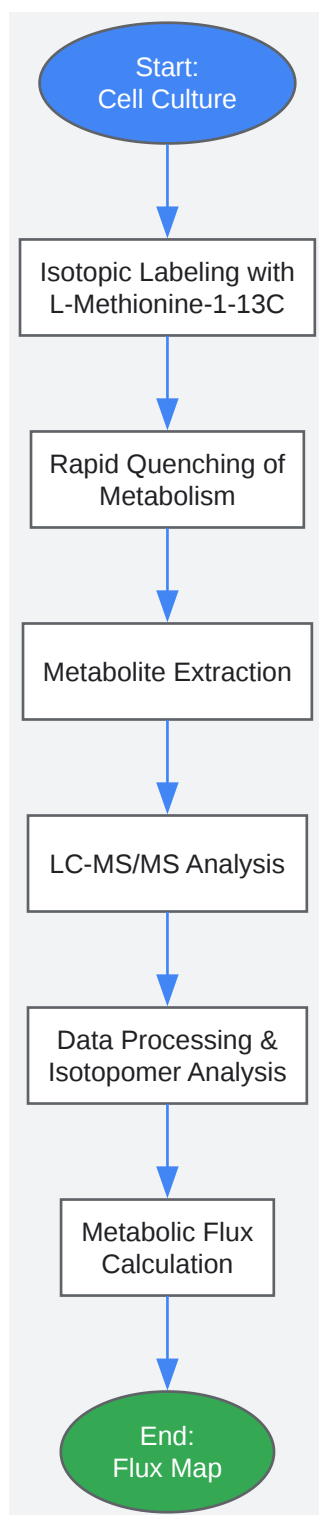 Start:
Cell Culture
Isotopic Labeling with
L-Methionine-1-13C
Rapid Quenching of
Metabolism
Metabolite Extraction
LC-MS/MS Analysis
Data Processing &
Isotopomer Analysis
Metabolic Flux
Calculation
End:
Flux Map